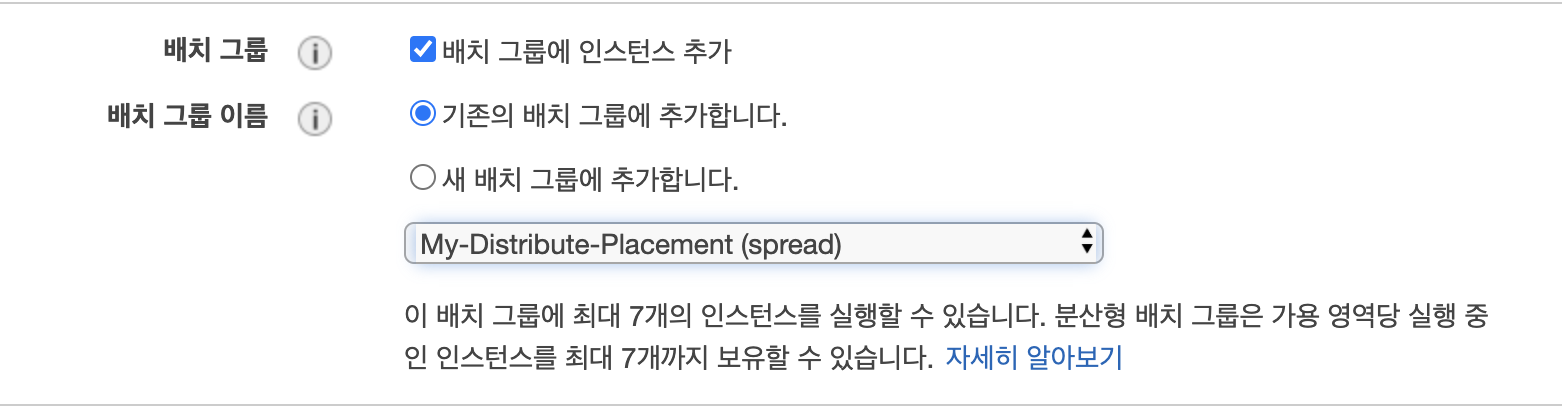 배치 그룹 배치 그룹에 인스턴스 추가
배치 그룹 이름 기존의 배치 그룹에 추가합니다.
새 배치 그룹에 추가합니다.
My-Distribute-Placement (spread)
이 배치 그룹에 최대 7개의 인스턴스를 실행할 수 있습니다. 분산형 배치 그룹은 가용 영역당 실행 중
인 인스턴스를 최대 7개까지 보유할 수 있습니다. 자세히 알아보기